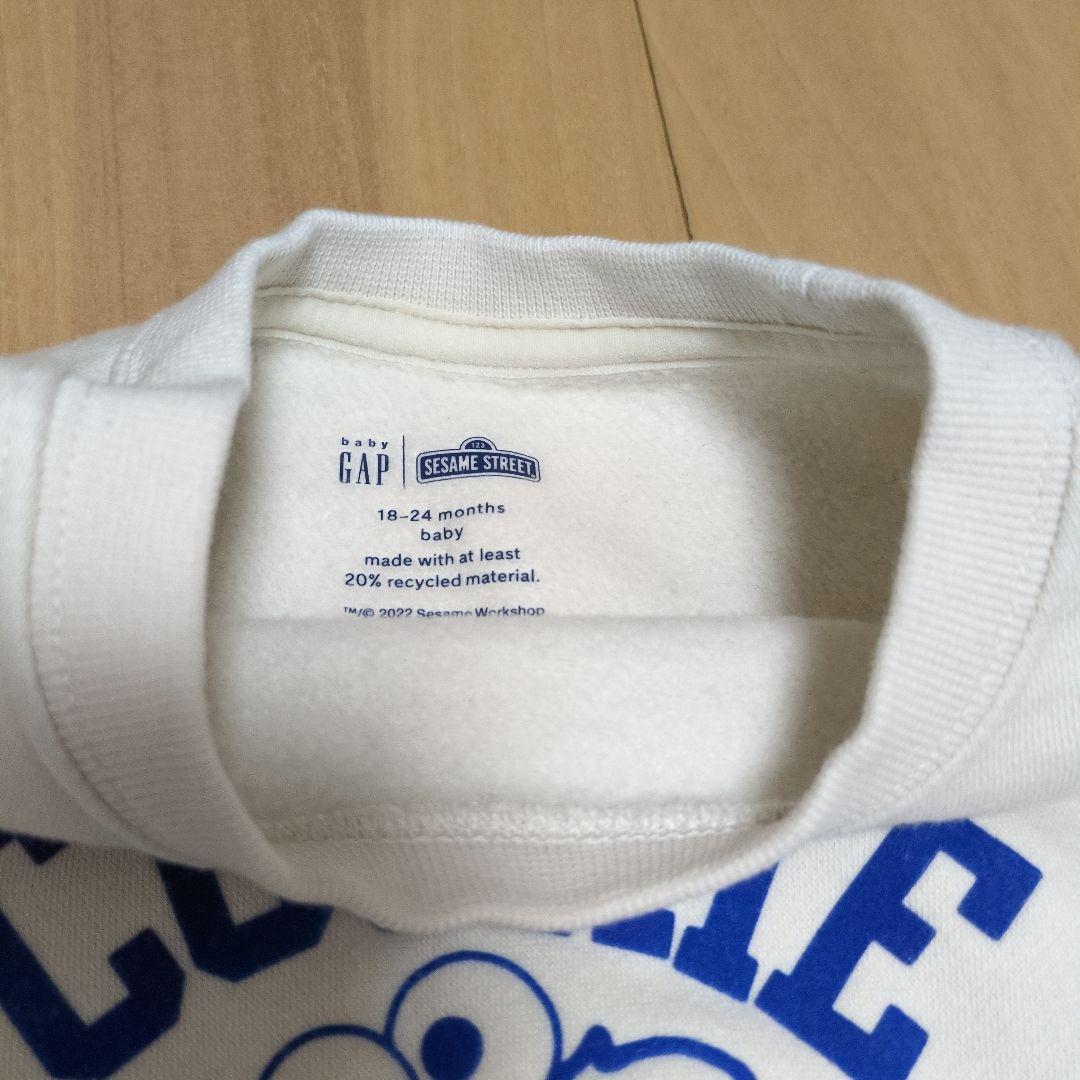 baby
GAP
123
SESAME STREET
18–24 months
baby
made with at least
20% recycled material.
™/© 2022 Sesame Workshop